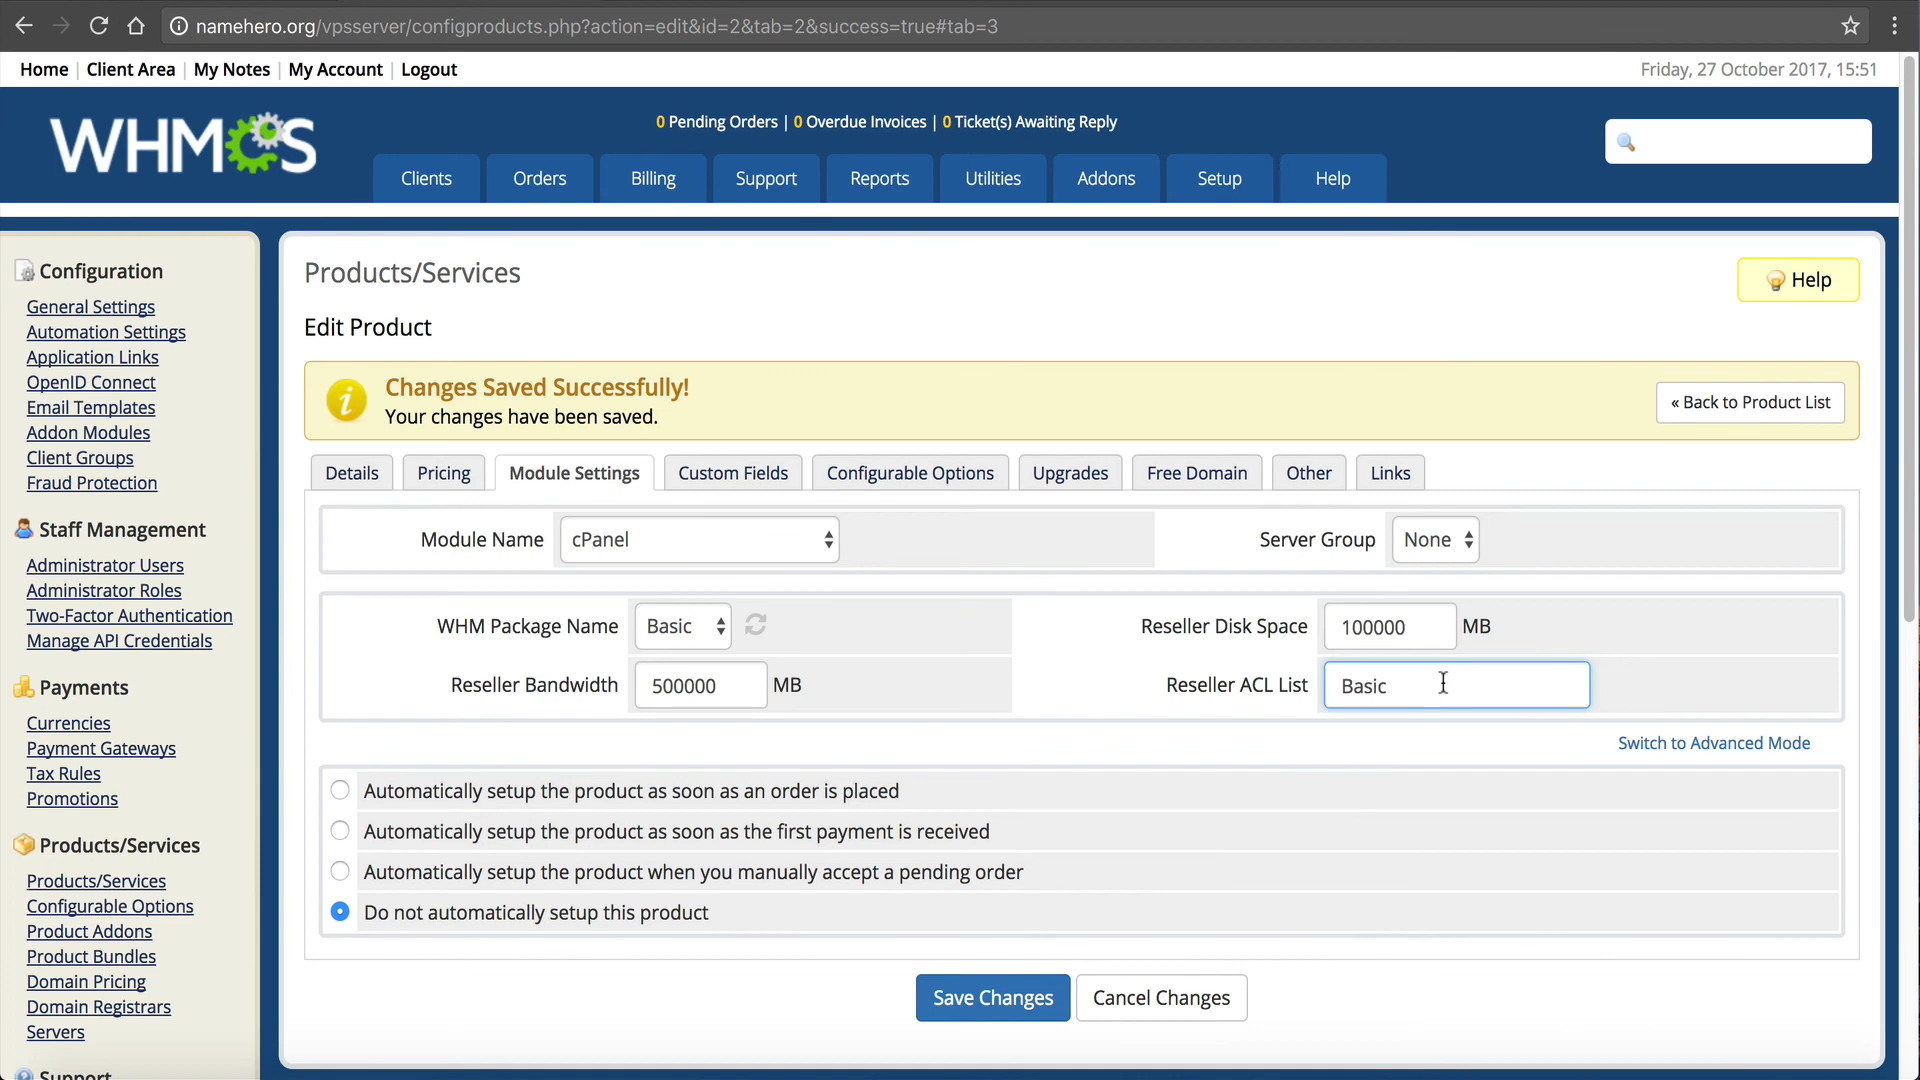 namehero.org/vpsserver/configproducts.php?action=edit&id=2&tab=2&success=true#tab=3
Home | Client Area | My Notes | My Account | Logout
Friday, 27 October 2017, 15:51
WHMCS
0 Pending Orders | 0 Overdue Invoices | 0 Ticket(s) Awaiting Reply
Clients Orders Billing Support Reports Utilities Addons Setup Help
Configuration
General Settings
Automation Settings
Application Links
OpenID Connect
Email Templates
Addon Modules
Client Groups
Fraud Protection
Staff Management
Administrator Users
Administrator Roles
Two-Factor Authentication
Manage API Credentials
Payments
Currencies
Payment Gateways
Tax Rules
Promotions
Products/Services
Products/Services
Configurable Options
Product Addons
Product Bundles
Domain Pricing
Domain Registrars
Servers
Support
Products/Services
Help
Edit Product
Changes Saved Successfully!
Your changes have been saved.
« Back to Product List
Details Pricing Module Settings Custom Fields Configurable Options Upgrades Free Domain Other Links
Module Name cPanel Server Group None
WHM Package Name Basic Reseller Disk Space 100000 MB
Reseller Bandwidth 500000 MB Reseller ACL List Basic
Switch to Advanced Mode
Automatically setup the product as soon as an order is placed
Automatically setup the product as soon as the first payment is received
Automatically setup the product when you manually accept a pending order
Do not automatically setup this product
Save Changes Cancel Changes